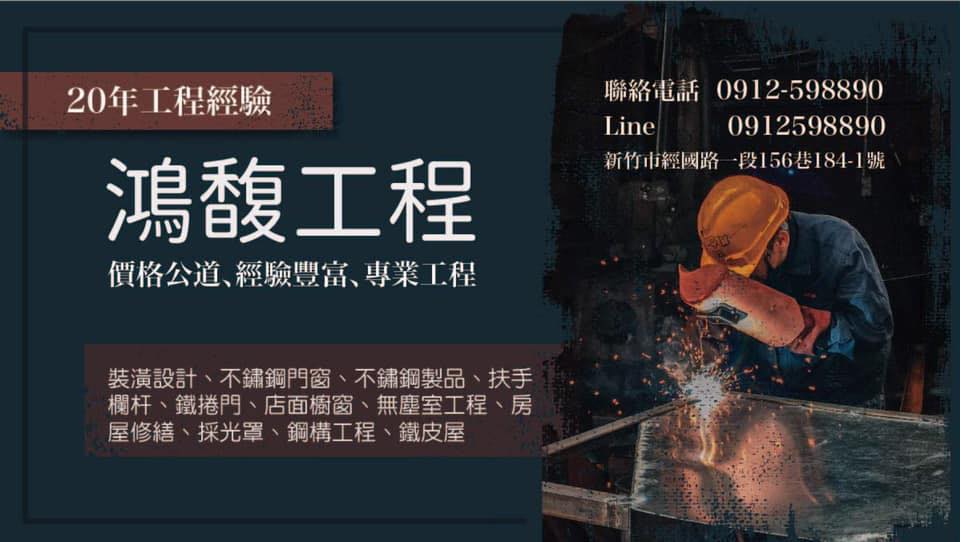 20年工程經驗
鴻馥工程
價格公道、經驗豐富、專業工程
裝潢設計、不鏽鋼門窗、不鏽鋼製品、扶手
欄杆、鐵捲門、店面櫥窗、無塵室工程、房
屋修繕、採光罩、鋼構工程、鐵皮屋
聯絡電話 0912-598890
Line 0912598890
新竹市經國路一段156巷184-1號